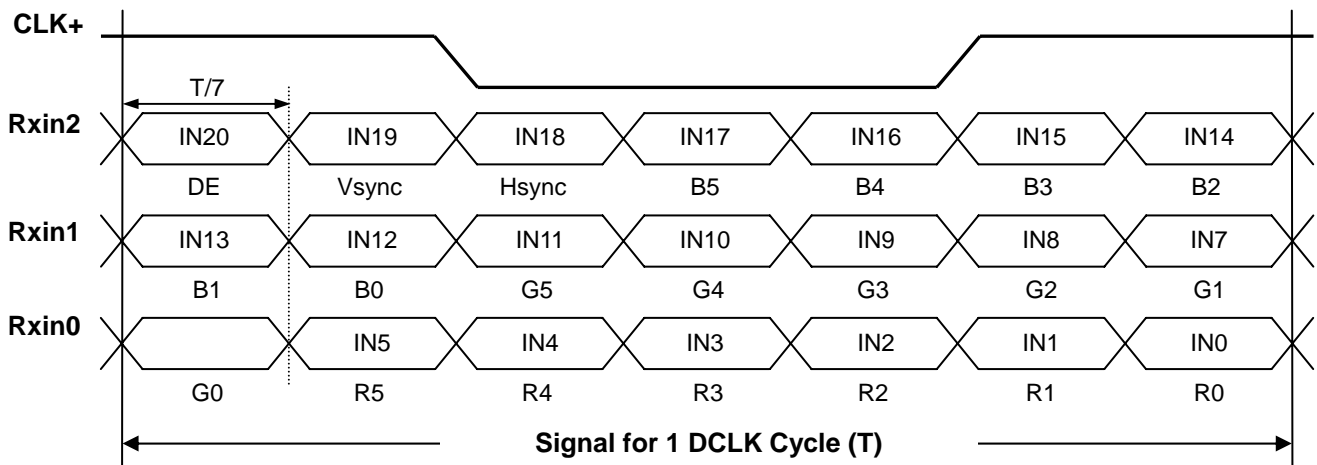 CLK+
T/7
Rxin2 IN20 IN19 IN18 IN17 IN16 IN15 IN14
DE Vsync Hsync B5 B4 B3 B2
Rxin1 IN13 IN12 IN11 IN10 IN9 IN8 IN7
B1 B0 G5 G4 G3 G2 G1
Rxin0 IN5 IN4 IN3 IN2 IN1 IN0
G0 R5 R4 R3 R2 R1 R0
Signal for 1 DCLK Cycle (T)